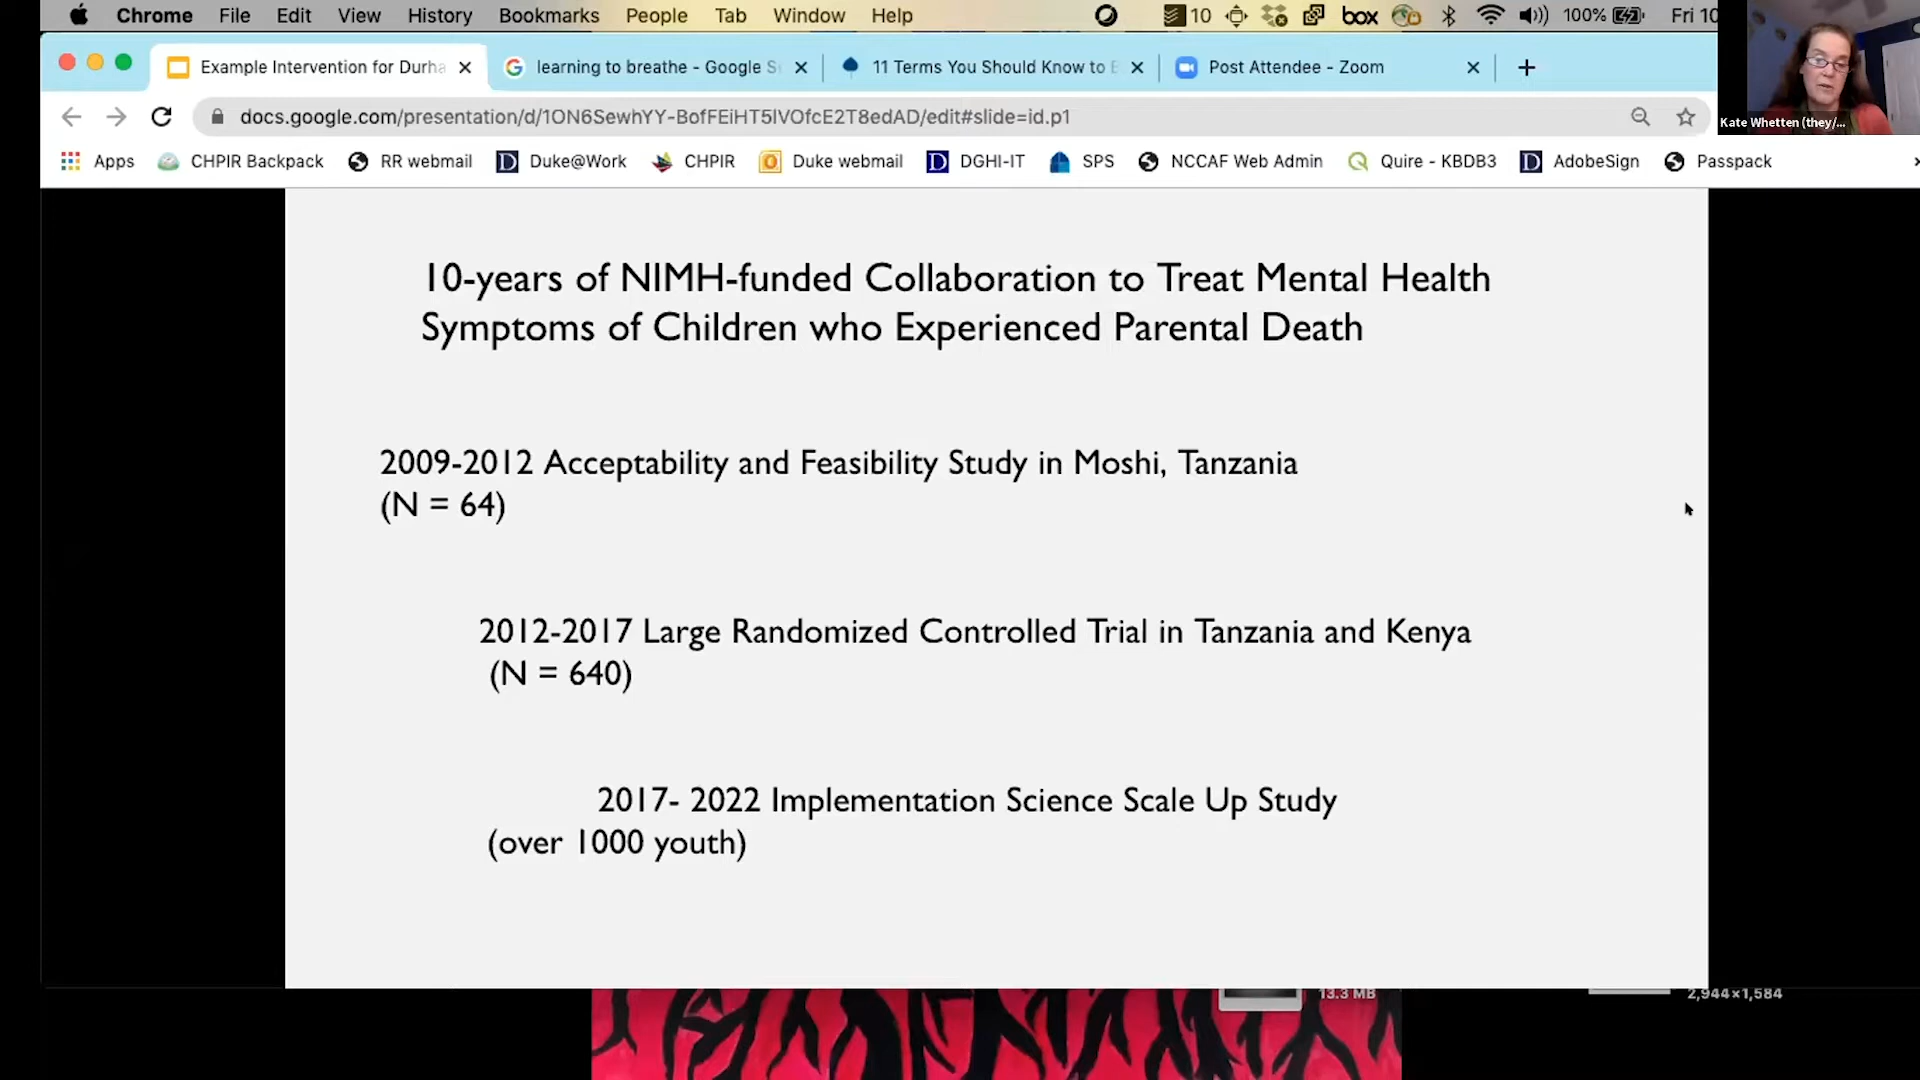 Chrome File Edit View History Bookmarks People Tab Window Help 10 box 100% Fri 10
Example Intervention for Durha learning to breathe - Google S 11 Terms You Should Know to Post Attendee - Zoom
docs.google.com/presentation/d/1ON6SewhYY-BofFEiHT5lVOfcE2T8edAD/edit#slide=id.p1
Kate Whetten (they/...
Apps CHPIR Backpack RR webmail Duke@Work CHPIR Duke webmail DGHI-IT SPS NCCAF Web Admin Quire - KBDB3 AdobeSign Passpack
10-years of NIMH-funded Collaboration to Treat Mental Health
Symptoms of Children who Experienced Parental Death
2009-2012 Acceptability and Feasibility Study in Moshi, Tanzania
(N = 64)
2012-2017 Large Randomized Controlled Trial in Tanzania and Kenya
(N = 640)
2017- 2022 Implementation Science Scale Up Study
(over 1000 youth)
13.3 MB
2,944×1,584